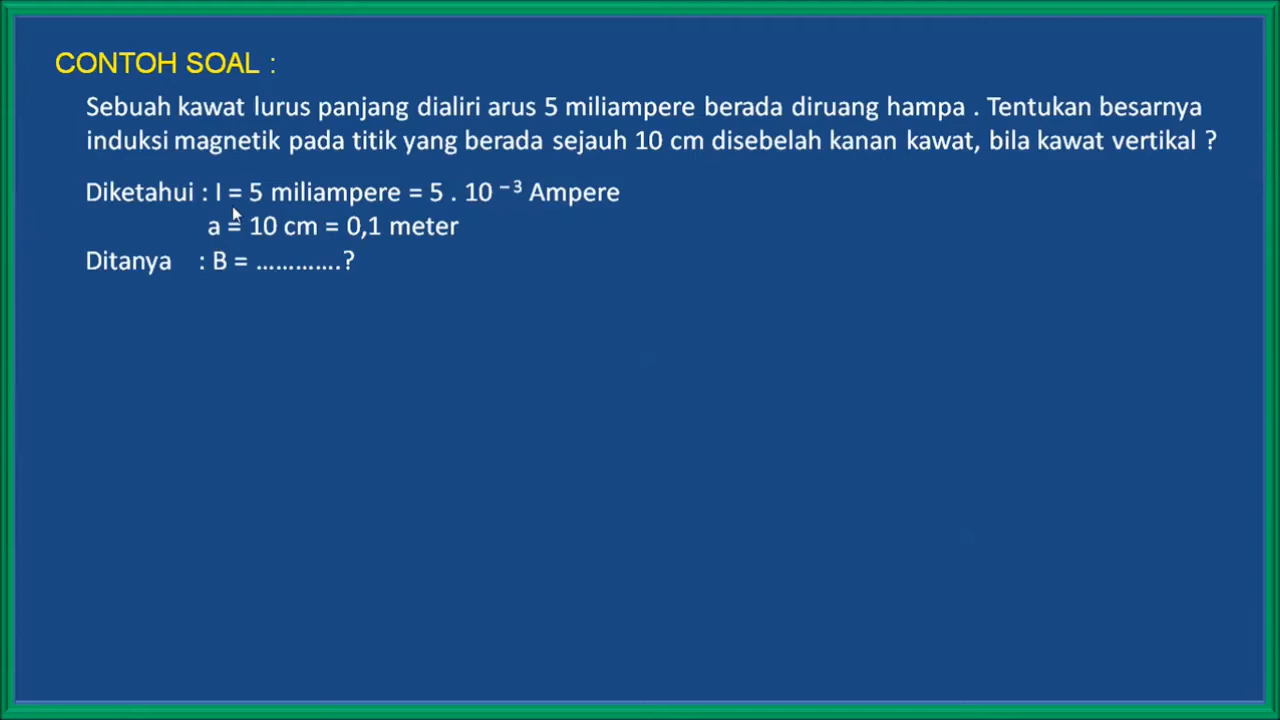 CONTOH SOAL :
Sebuah kawat lurus panjang dialiri arus 5 miliampere berada diruang hampa . Tentukan besarnya
induksi magnetik pada titik yang berada sejauh 10 cm disebelah kanan kawat, bila kawat vertikal ?
Diketahui : I = 5 miliampere = 5 . 10 ⁻³ Ampere
a = 10 cm = 0,1 meter
Ditanya : B = ………….?